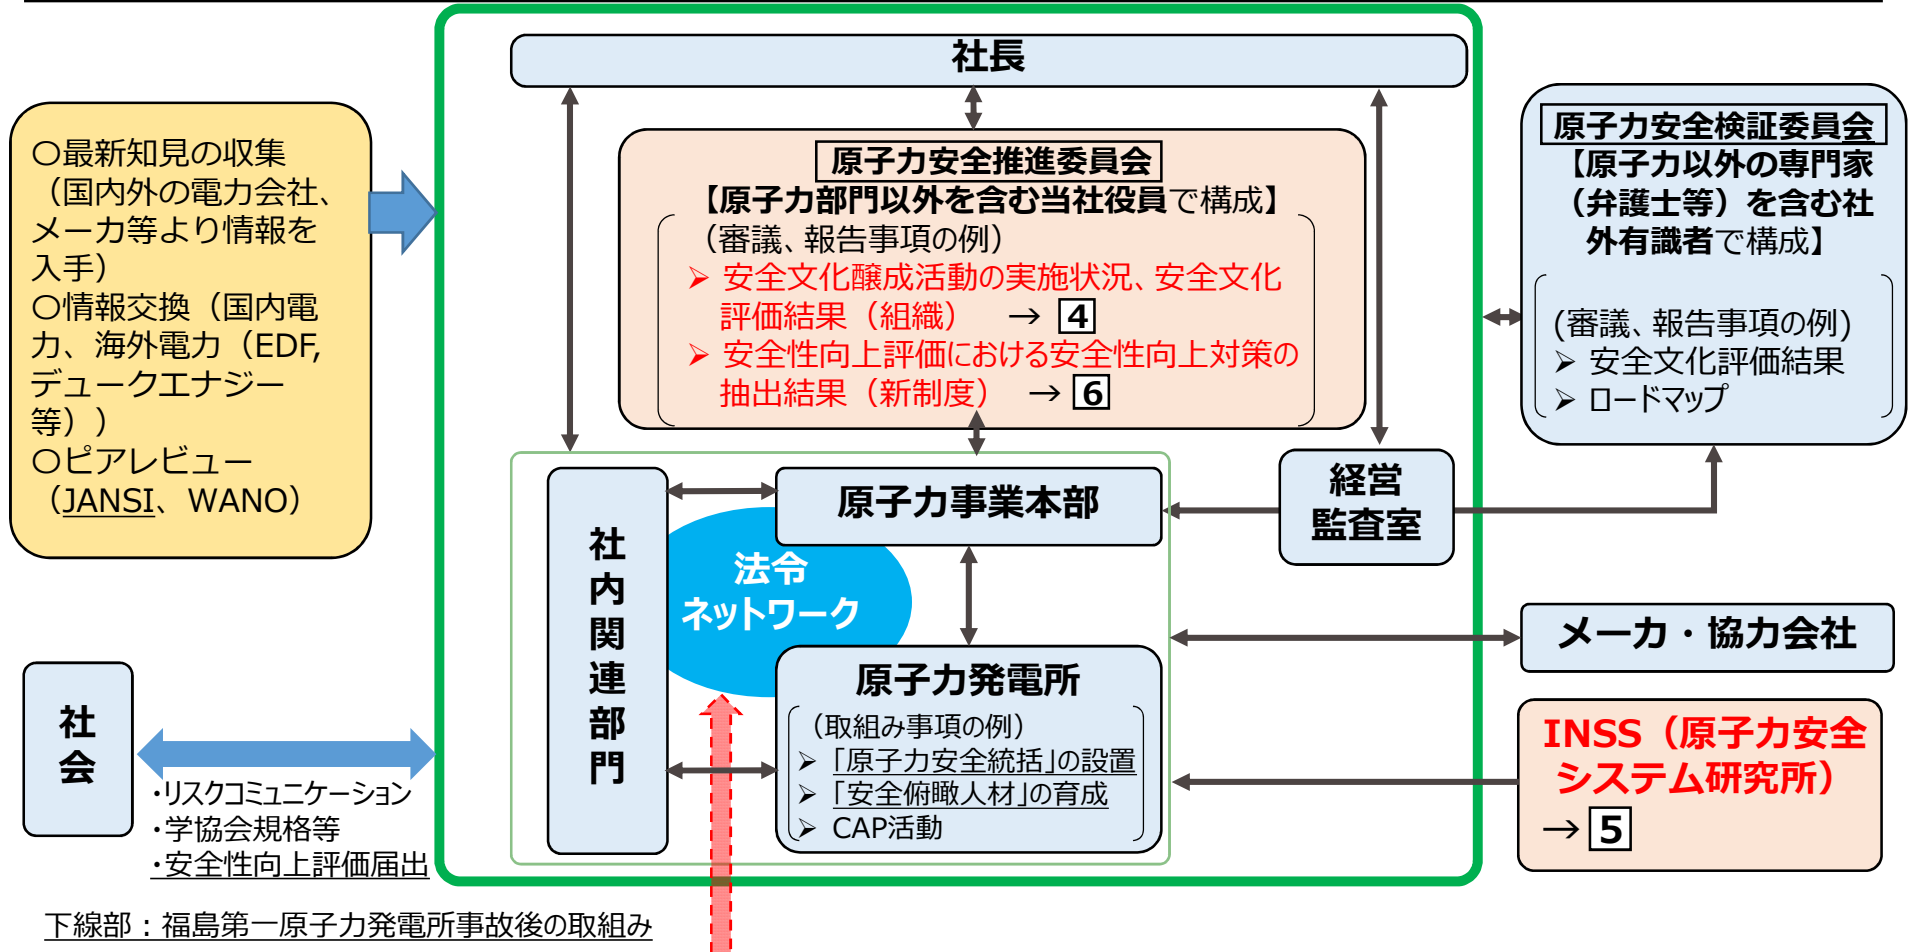 社長
○最新知見の収集
（国内外の電力会社、
メーカ等より情報を
入手）
○情報交換（国内電
力、海外電力（EDF,
デュークエナジー
等））
○ピアレビュー
（JANSI、WANO）
原子力安全推進委員会
【原子力部門以外を含む当社役員で構成】
（審議、報告事項の例）
➢ 安全文化醸成活動の実施状況、安全文化
評価結果（組織） → 4
➢ 安全性向上評価における安全性向上対策の
抽出結果（新制度） → 6
原子力安全検証委員会
【原子力以外の専門家
（弁護士等）を含む社
外有識者で構成】
(審議、報告事項の例)
➢ 安全文化評価結果
➢ ロードマップ
社内関連部門
原子力事業本部
経営
監査室
法令
ネットワーク
原子力発電所
（取組み事項の例）
➢ 「原子力安全統括」の設置
➢ 「安全俯瞰人材」の育成
➢ CAP活動
メーカ・協力会社
INSS（原子力安全
システム研究所）
→ 5
社会
・リスクコミュニケーション
・学協会規格等
・安全性向上評価届出
下線部：福島第一原子力発電所事故後の取組み